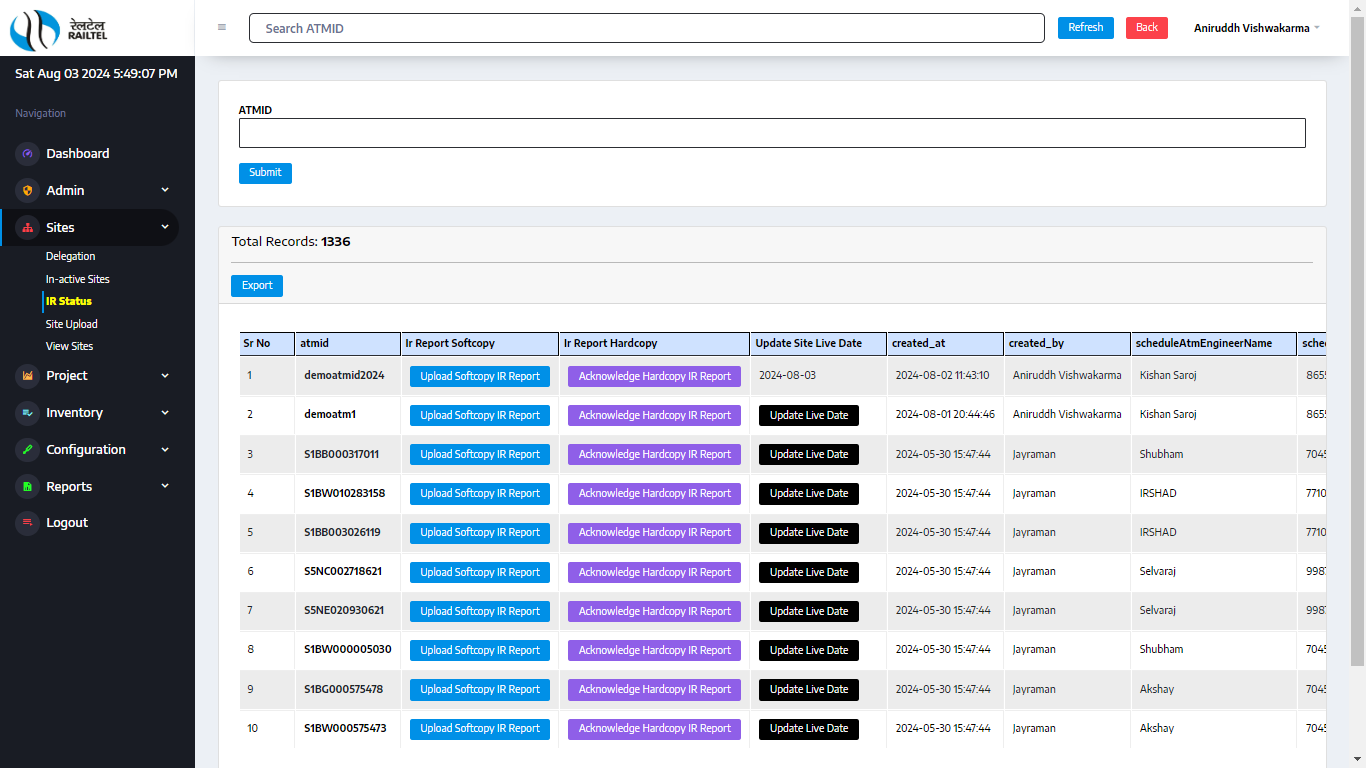 रेलटेल
RAILTEL
Search ATMID
Refresh
Back
Aniruddh Vishwakarma
Sat Aug 03 2024 5:49:07 PM
Navigation
Dashboard
Admin
Sites
Delegation
In-active Sites
IR Status
Site Upload
View Sites
Project
Inventory
Configuration
Reports
Logout
ATMID
Submit
Total Records: 1336
Export
Sr No atmid Ir Report Softcopy Ir Report Hardcopy Update Site Live Date created_at created_by scheduleAtmEngineerName sche
1 demoatmid2024 Upload Softcopy IR Report Acknowledge Hardcopy IR Report 2024-08-03 2024-08-02 11:43:10 Aniruddh Vishwakarma Kishan Saroj 865
2 demoatm1 Upload Softcopy IR Report Acknowledge Hardcopy IR Report Update Live Date 2024-08-01 20:44:46 Aniruddh Vishwakarma Kishan Saroj 865
3 S1BB000317011 Upload Softcopy IR Report Acknowledge Hardcopy IR Report Update Live Date 2024-05-30 15:47:44 Jayraman Shubham 7045
4 S1BW010283158 Upload Softcopy IR Report Acknowledge Hardcopy IR Report Update Live Date 2024-05-30 15:47:44 Jayraman IRSHAD 7710
5 S1BB003026119 Upload Softcopy IR Report Acknowledge Hardcopy IR Report Update Live Date 2024-05-30 15:47:44 Jayraman IRSHAD 7710
6 S5NC002718621 Upload Softcopy IR Report Acknowledge Hardcopy IR Report Update Live Date 2024-05-30 15:47:44 Jayraman Selvaraj 998
7 S5NE020930621 Upload Softcopy IR Report Acknowledge Hardcopy IR Report Update Live Date 2024-05-30 15:47:44 Jayraman Selvaraj 998
8 S1BW000005030 Upload Softcopy IR Report Acknowledge Hardcopy IR Report Update Live Date 2024-05-30 15:47:44 Jayraman Shubham 7045
9 S1BG000575478 Upload Softcopy IR Report Acknowledge Hardcopy IR Report Update Live Date 2024-05-30 15:47:44 Jayraman Akshay 7045
10 S1BW000575473 Upload Softcopy IR Report Acknowledge Hardcopy IR Report Update Live Date 2024-05-30 15:47:44 Jayraman Akshay 7045